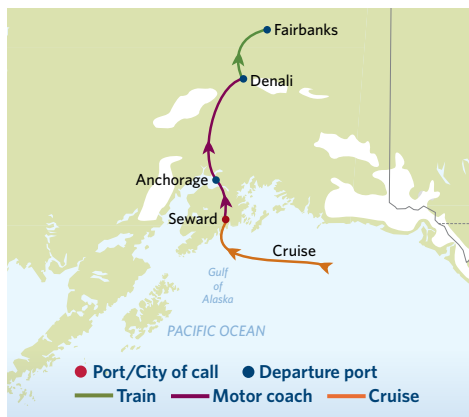 Fairbanks
Denali
Anchorage
Seward
Cruise
Gulf
of
Alaska
PACIFIC OCEAN
Port/City of call
Departure port
Train
Motor coach
Cruise